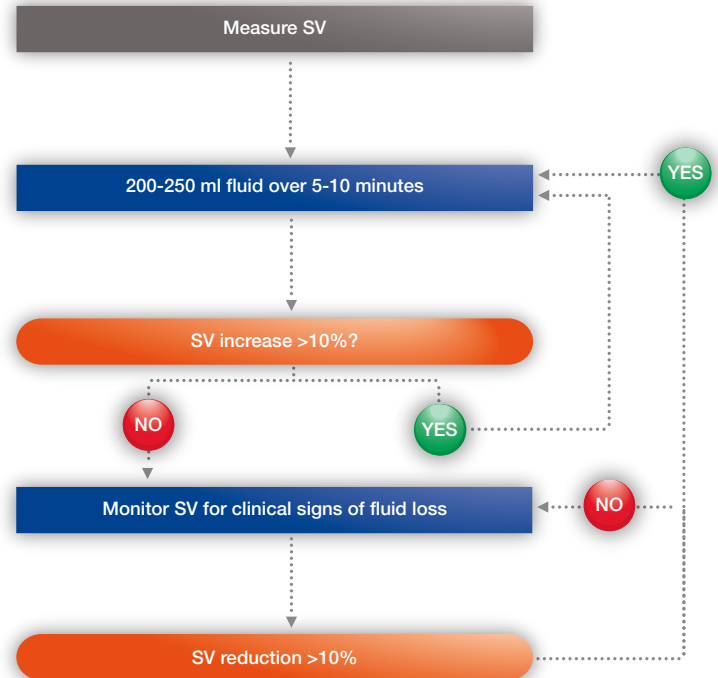 Measure SV
YES
200-250 ml fluid over 5-10 minutes
SV increase >10%?
NO
YES
Monitor SV for clinical signs of fluid loss
NO
SV reduction >10%